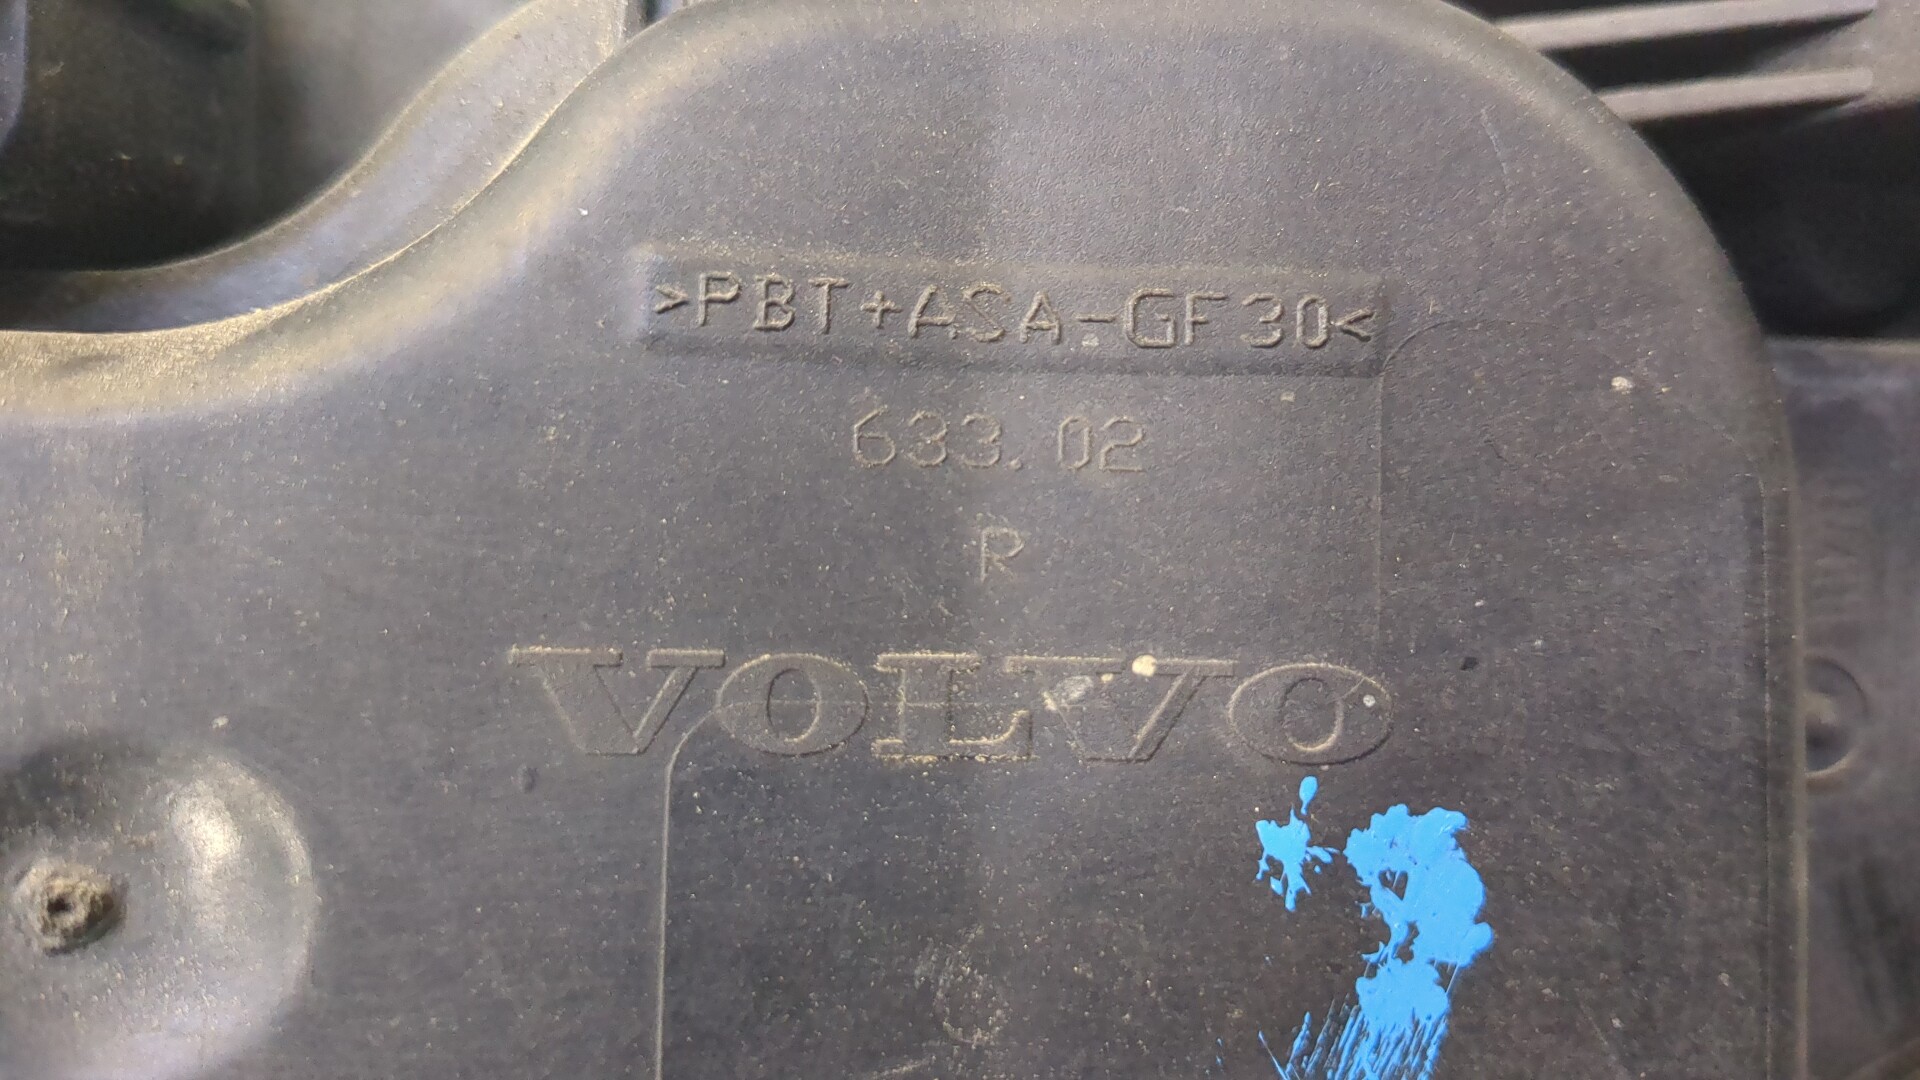 >PBT+ASA-GF30<
633.02
R
VOLVO